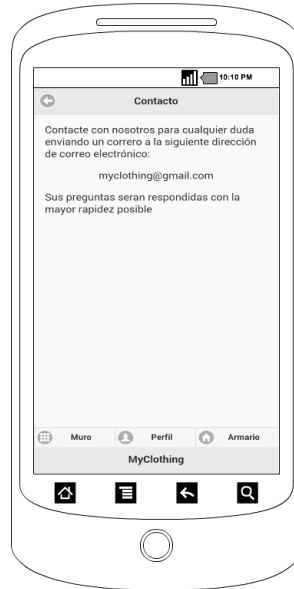 10:10 PM
Contacto
Contacte con nosotros para cualquier duda
enviando un correro a la siguiente dirección
de correo electrónico:
myclothing@gmail.com
Sus preguntas seran respondidas con la
mayor rapidez posible
Muro Perfil Armario
MyClothing